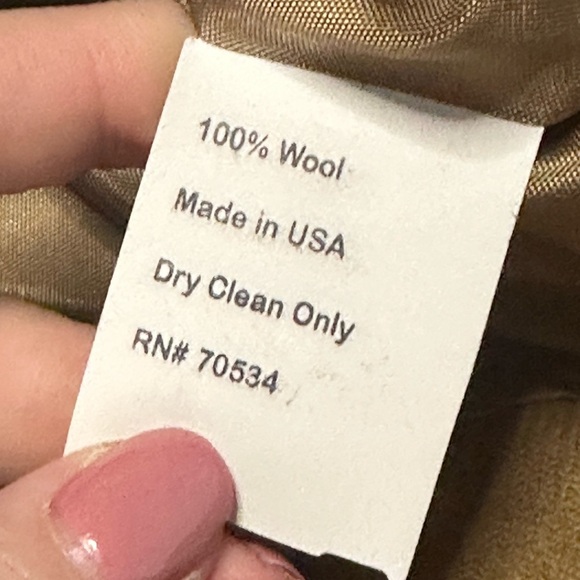 100% Wool
Made in USA
Dry Clean Only
RN# 70534